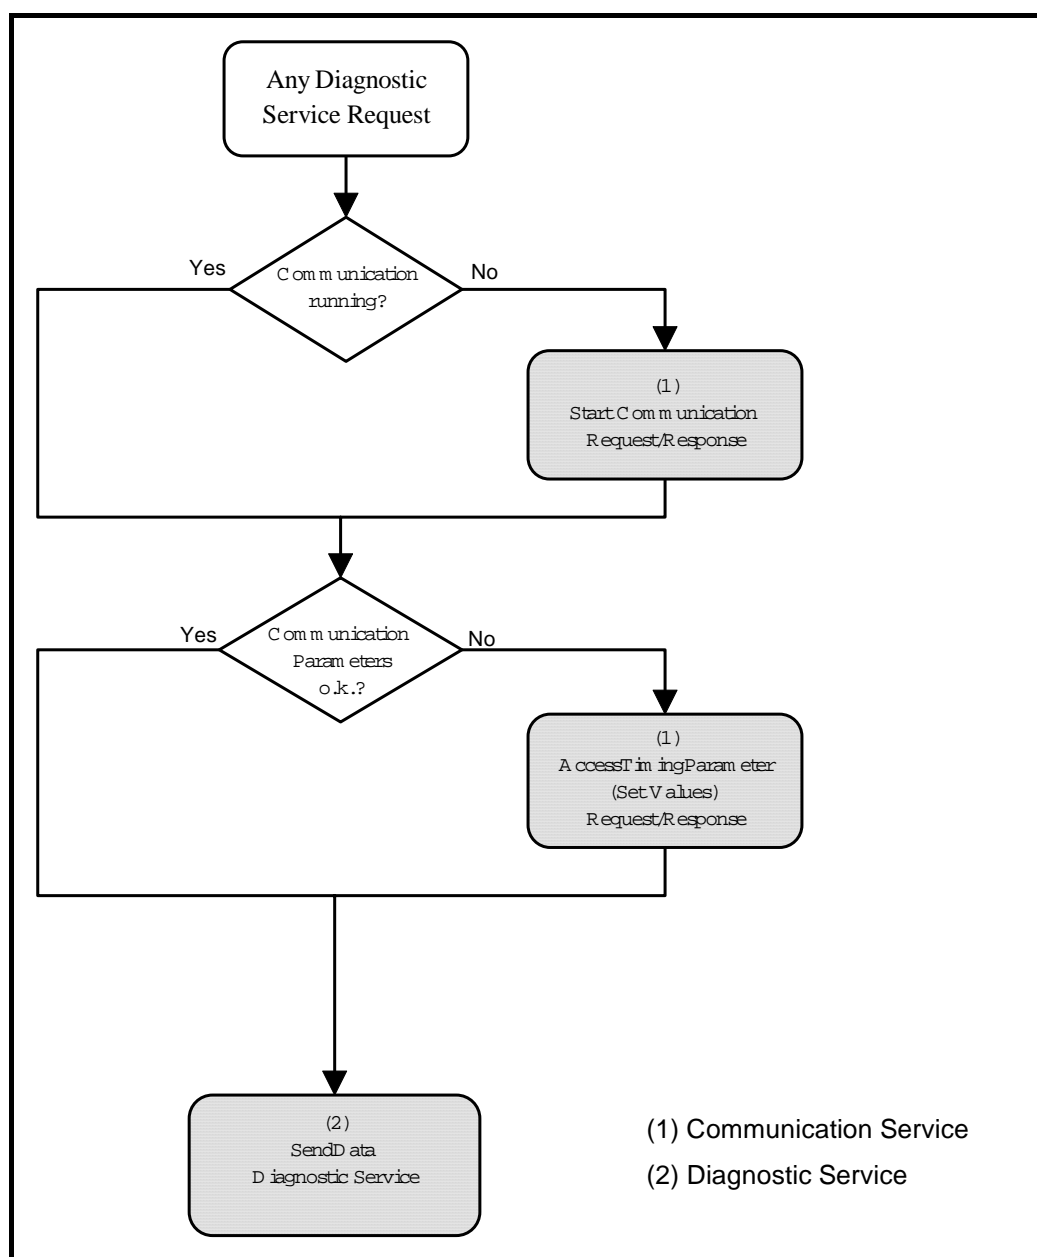 Any Diagnostic
Service Request
Yes
Communication
running?
No
(1)
StartCommunication
Request/Response
Yes
Communication
Parameters
o.k.?
No
(1)
AccessTimingParameter
(SetValues)
Request/Response
(2)
SendData
Diagnostic Service
(1) Communication Service
(2) Diagnostic Service